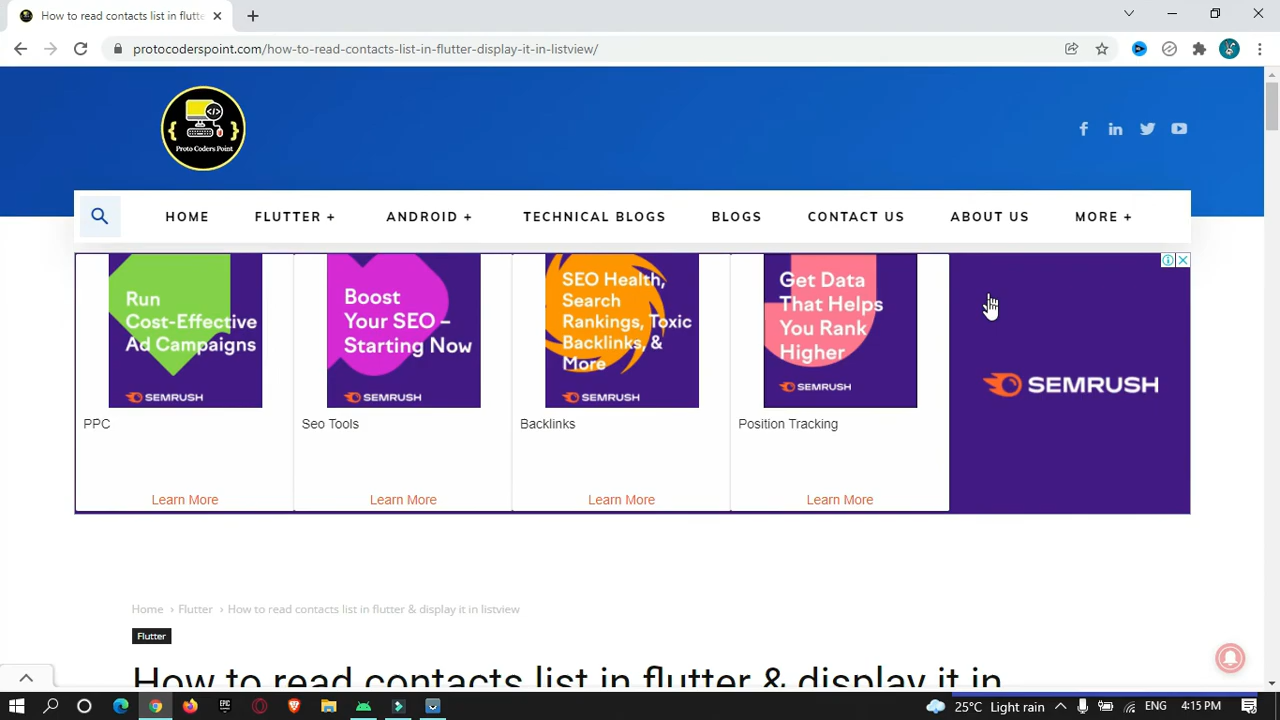 How to read contacts list in flutte
protocoderspoint.com/how-to-read-contacts-list-in-flutter-display-it-in-listview/
Proto Coders Point
HOME FLUTTER + ANDROID + TECHNICAL BLOGS BLOGS CONTACT US ABOUT US MORE +
Run
Cost-Effective
Ad Campaigns
SEMRUSH
PPC
Learn More
Boost
Your SEO –
Starting Now
SEMRUSH
Seo Tools
Learn More
SEO Health,
Search
Rankings, Toxic
Backlinks, &
More
SEMRUSH
Backlinks
Learn More
Get Data
That Helps
You Rank
Higher
SEMRUSH
Position Tracking
Learn More
SEMRUSH
Home › Flutter › How to read contacts list in flutter & display it in listview
Flutter
How to read contacts list in flutter & display it in
EPIC
25°C Light rain ENG 4:15 PM